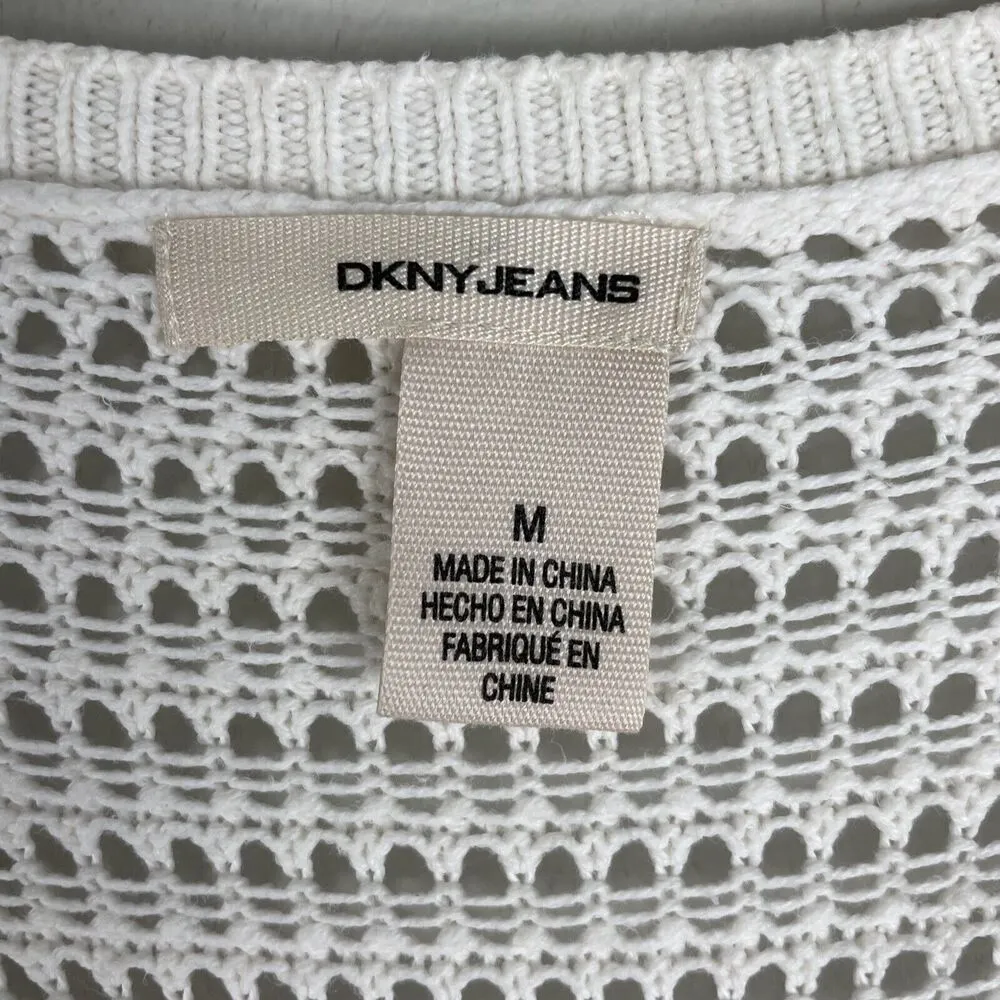 DKNYJEANS
M
MADE IN CHINA
HECHO EN CHINA
FABRIQUÉ EN
CHINE